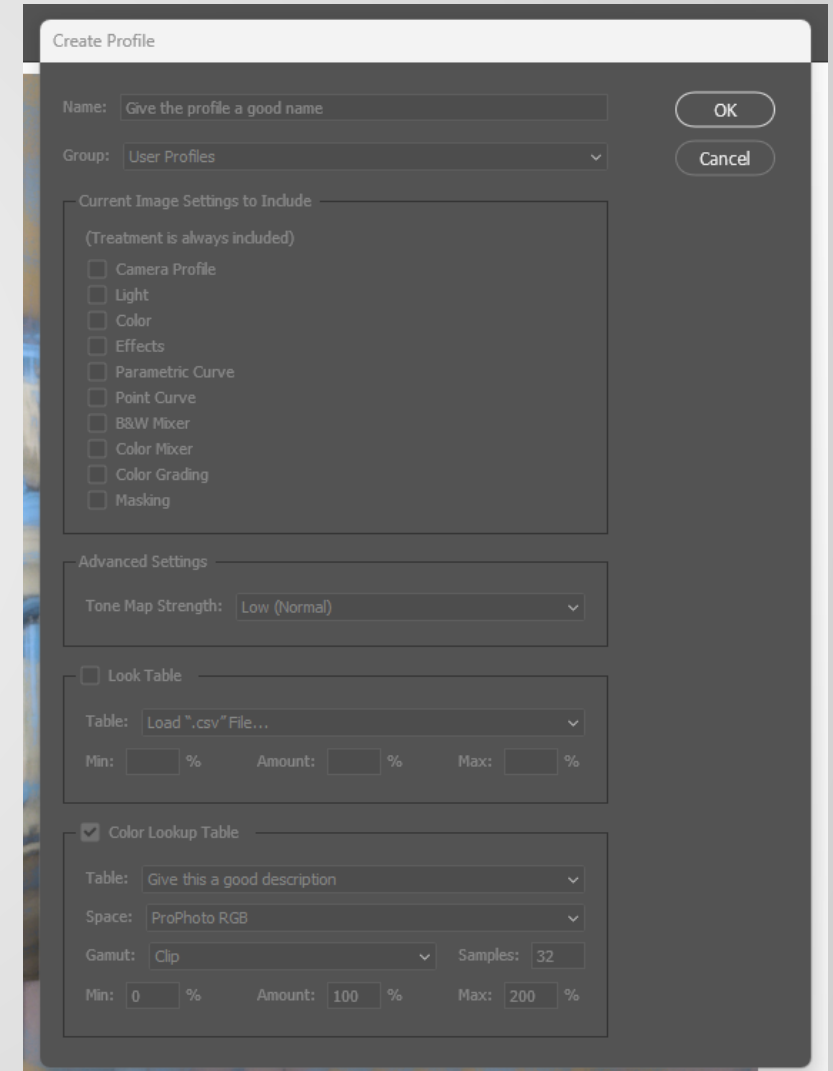 Create Profile
Name: Give the profile a good name
OK
Group: User Profiles
Cancel
Current Image Settings to Include
(Treatment is always included)
Camera Profile
Light
Color
Effects
Parametric Curve
Point Curve
B&W Mixer
Color Mixer
Color Grading
Masking
Advanced Settings
Tone Map Strength: Low (Normal)
Look Table
Table: Load “.csv” File...
Min: % Amount: % Max: %
Color Lookup Table
Table: Give this a good description
Space: ProPhoto RGB
Gamut: Clip Samples: 32
Min: 0 % Amount: 100 % Max: 200 %